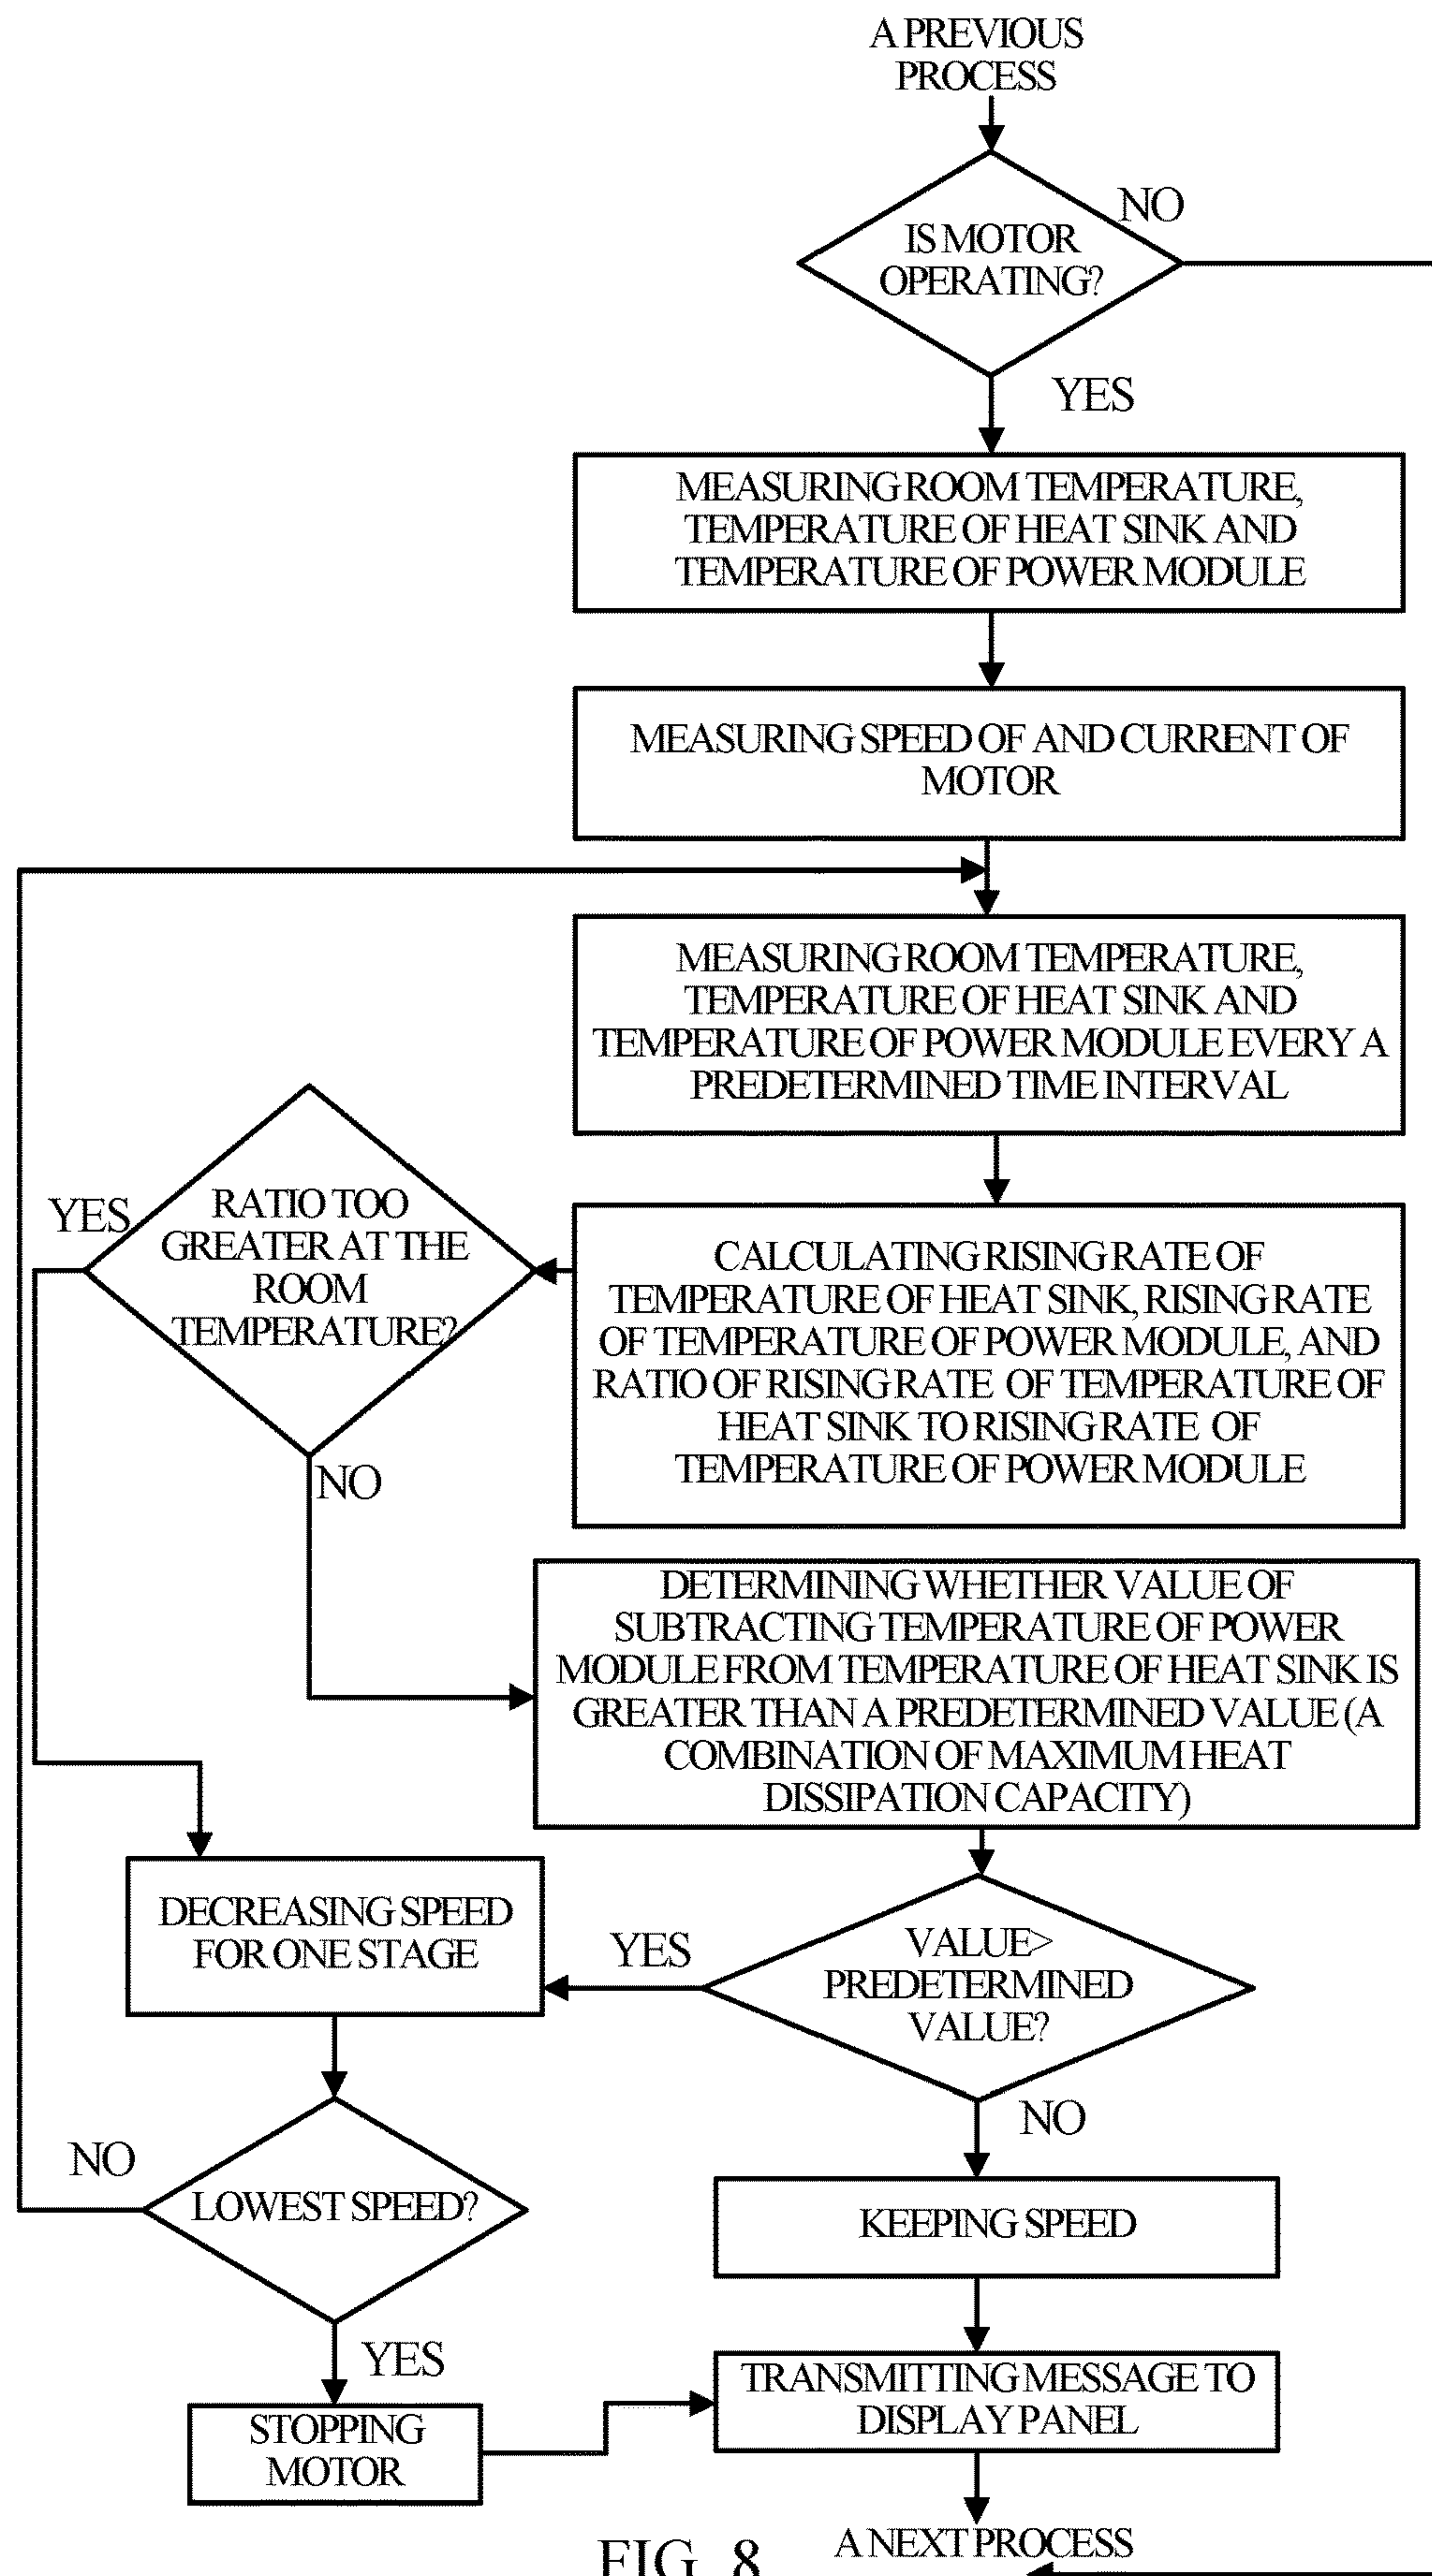 A PREVIOUS
PROCESS
NO
IS MOTOR
OPERATING?
YES
MEASURING ROOM TEMPERATURE,
TEMPERATURE OF HEAT SINK AND
TEMPERATURE OF POWER MODULE
MEASURING SPEED OF AND CURRENT OF
MOTOR
MEASURING ROOM TEMPERATURE,
TEMPERATURE OF HEAT SINK AND
TEMPERATURE OF POWER MODULE EVERY A
PREDETERMINED TIME INTERVAL
YES
RATIO TOO
GREATER AT THE
ROOM
TEMPERATURE?
NO
CALCULATING RISING RATE OF
TEMPERATURE OF HEAT SINK, RISING RATE
OF TEMPERATURE OF POWER MODULE, AND
RATIO OF RISING RATE OF TEMPERATURE OF
HEAT SINK TO RISING RATE OF
TEMPERATURE OF POWER MODULE
DETERMINING WHETHER VALUE OF
SUBTRACTING TEMPERATURE OF POWER
MODULE FROM TEMPERATURE OF HEAT SINK IS
GREATER THAN A PREDETERMINED VALUE (A
COMBINATION OF MAXIMUM HEAT
DISSIPATION CAPACITY)
DECREASING SPEED
FOR ONE STAGE
YES
VALUE>
PREDETERMINED
VALUE?
NO
NO
LOWEST SPEED?
KEEPING SPEED
YES
STOPPING
MOTOR
TRANSMITTING MESSAGE TO
DISPLAY PANEL
A NEXT PROCESS
FIG. 8